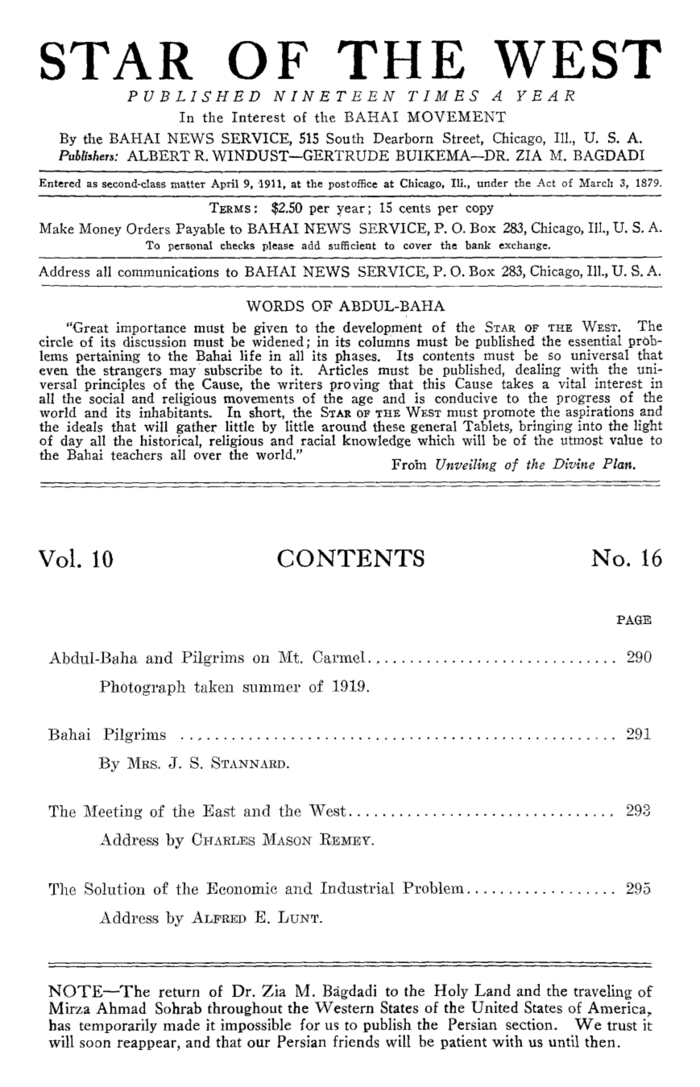 STAR OF THE WEST
PUBLISHED NINETEEN TIMES A YEAR
In the Interest of the BAHAI MOVEMENT
By the BAHAI NEWS SERVICE, 515 South Dearborn Street, Chicago, Ill., U. S. A.
Publishers: ALBERT R. WINDUST—GERTRUDE BUIKEMA—DR. ZIA M. BAGDADI
Entered as second-class matter April 9, 1911, at the postoffice at Chicago, Ill., under the Act of March 3, 1879.
TERMS: $2.50 per year; 15 cents per copy
Make Money Orders Payable to BAHAI NEWS SERVICE, P. O. Box 283, Chicago, Ill., U. S. A.
To personal checks please add sufficient to cover the bank exchange.
Address all communications to BAHAI NEWS SERVICE, P. O. Box 283, Chicago, Ill., U. S. A.
WORDS OF ABDUL-BAHA
"Great importance must be given to the development of the STAR OF THE WEST. The
circle of its discussion must be widened; in its columns must be published the essential prob-
lems pertaining to the Bahai life in all its phases. Its contents must be so universal that
even the strangers may subscribe to it. Articles must be published, dealing with the uni-
versal principles of the Cause, the writers proving that this Cause takes a vital interest in
all the social and religious movements of the age and is conducive to the progress of the
world and its inhabitants. In short, the STAR OF THE WEST must promote the aspirations and
the ideals that will gather little by little around these general Tablets, bringing into the light
of day all the historical, religious and racial knowledge which will be of the utmost value to
the Bahai teachers all over the world."
From Unveiling of the Divine Plan.
Vol. 10 CONTENTS No. 16
PAGE
Abdul-Baha and Pilgrims on Mt. Carmel.............................. 290
Photograph taken summer of 1919.
Bahai Pilgrims .................................................. 291
By MRS. J. S. STANNARD.
The Meeting of the East and the West............................... 293
Address by CHARLES MASON REMEY.
The Solution of the Economic and Industrial Problem.................. 295
Address by ALFRED E. LUNT.
NOTE—The return of Dr. Zia M. Bagdadi to the Holy Land and the traveling of
Mirza Ahmad Sohrab throughout the Western States of the United States of America,
has temporarily made it impossible for us to publish the Persian section. We trust it
will soon reappear, and that our Persian friends will be patient with us until then.